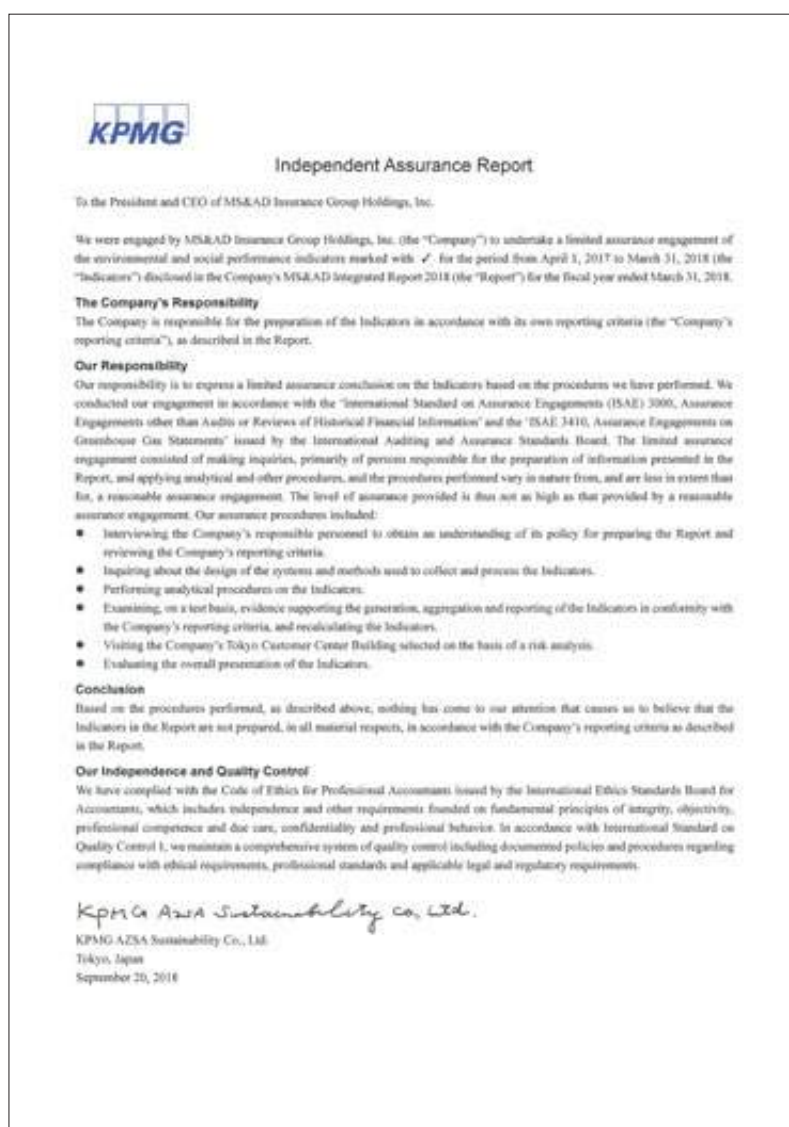 KPMG
Independent Assurance Report
To the President and CEO of MS&AD Insurance Group Holdings, Inc.
We were engaged by MS&AD Insurance Group Holdings, Inc. (the “Company”) to undertake a limited assurance engagement of
the environmental and social performance indicators marked with ✓ for the period from April 1, 2017 to March 31, 2018 (the
“Indicators”) disclosed in the Company’s MS&AD Integrated Report 2018 (the “Report”) for the fiscal year ended March 31, 2018.
The Company’s Responsibility
The Company is responsible for the preparation of the Indicators in accordance with its own reporting criteria (the “Company’s
reporting criteria”), as described in the Report.
Our Responsibility
Our responsibility is to express a limited assurance conclusion on the Indicators based on the procedures we have performed. We
conducted our engagement in accordance with the ‘International Standard on Assurance Engagements (ISAE) 3000, Assurance
Engagements other than Audits or Reviews of Historical Financial Information’ and the ‘ISAE 3410, Assurance Engagements on
Greenhouse Gas Statements’ issued by the International Auditing and Assurance Standards Board. The limited assurance
engagement consisted of making inquiries, primarily of persons responsible for the preparation of information presented in the
Report, and applying analytical and other procedures, and the procedures performed vary in nature from, and are less in extent than
for, a reasonable assurance engagement. The level of assurance provided is thus not as high as that provided by a reasonable
assurance engagement. Our assurance procedures included:
● Interviewing the Company’s responsible personnel to obtain an understanding of its policy for preparing the Report and
reviewing the Company’s reporting criteria.
● Inquiring about the design of the systems and methods used to collect and process the Indicators.
● Performing analytical procedures on the Indicators.
● Examining, on a test basis, evidence supporting the generation, aggregation and reporting of the Indicators in conformity with
the Company’s reporting criteria, and recalculating the Indicators.
● Visiting the Company’s Tokyo Customer Center Building selected on the basis of a risk analysis.
● Evaluating the overall presentation of the Indicators.
Conclusion
Based on the procedures performed, as described above, nothing has come to our attention that causes us to believe that the
Indicators in the Report are not prepared, in all material respects, in accordance with the Company’s reporting criteria as described
in the Report.
Our Independence and Quality Control
We have complied with the Code of Ethics for Professional Accountants issued by the International Ethics Standards Board for
Accountants, which includes independence and other requirements founded on fundamental principles of integrity, objectivity,
professional competence and due care, confidentiality and professional behavior. In accordance with International Standard on
Quality Control 1, we maintain a comprehensive system of quality control including documented policies and procedures regarding
compliance with ethical requirements, professional standards and applicable legal and regulatory requirements.
KPMG AZSA Sustainability Co., Ltd.
KPMG AZSA Sustainability Co., Ltd.
Tokyo, Japan
September 20, 2018